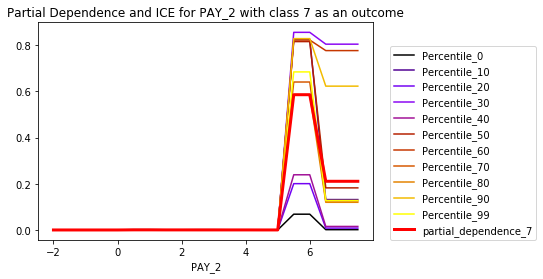 Partial Dependence and ICE for PAY_2 with class 7 as an outcome
0.8
0.6
0.4
0.2
0.0
−2
0
2
4
6
PAY_2
Percentile_0
Percentile_10
Percentile_20
Percentile_30
Percentile_40
Percentile_50
Percentile_60
Percentile_70
Percentile_80
Percentile_90
Percentile_99
partial_dependence_7